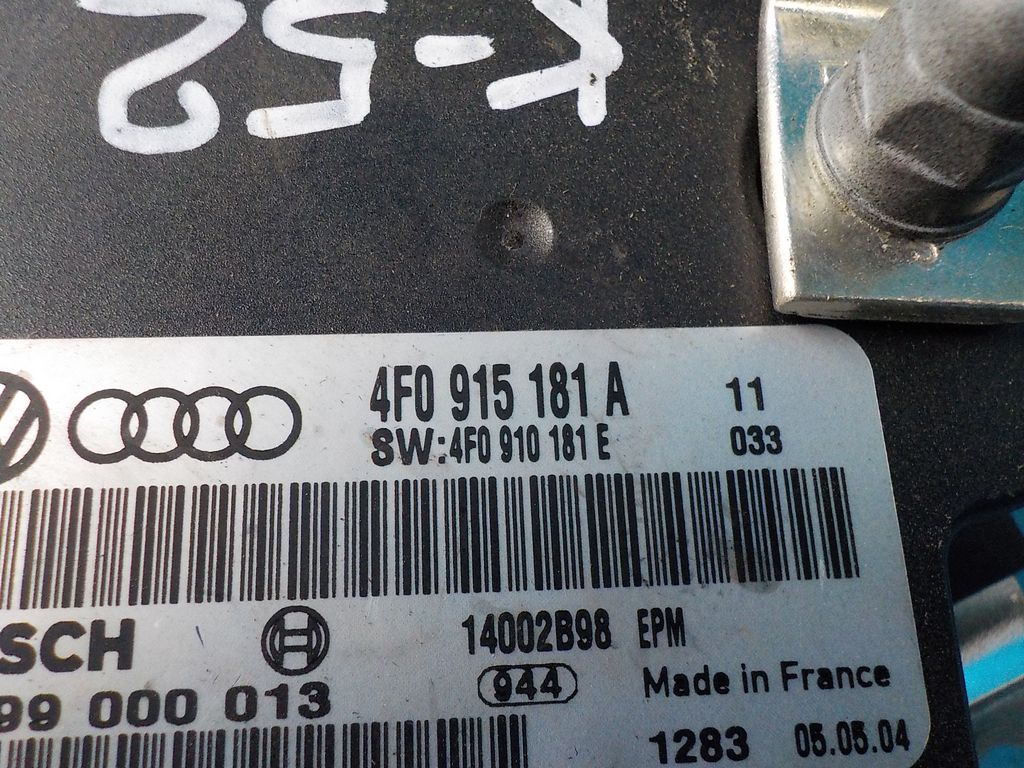 K-52
4F0 915 181 A 11
SW:4F0 910 181 E 033
SCH 14002B98 EPM
944 Made in France
99 000 013
1283 05.05.04